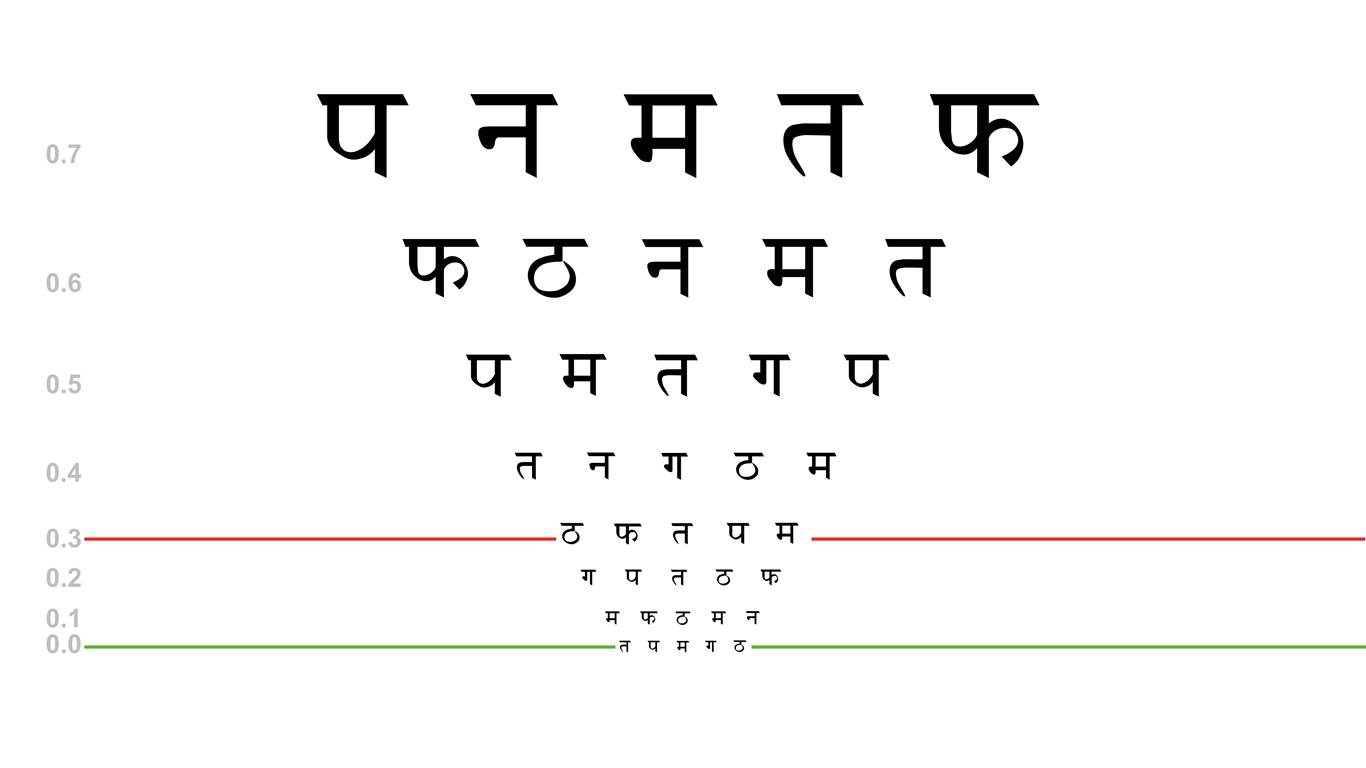 0.7 प न म त फ
0.6 फ ठ न म त
0.5 प म त ग प
0.4 त न ग ठ म
0.3 ठ फ त प म
0.2 ग प त ठ फ
0.1 म फ ठ म न
0.0 त प म ग ठ